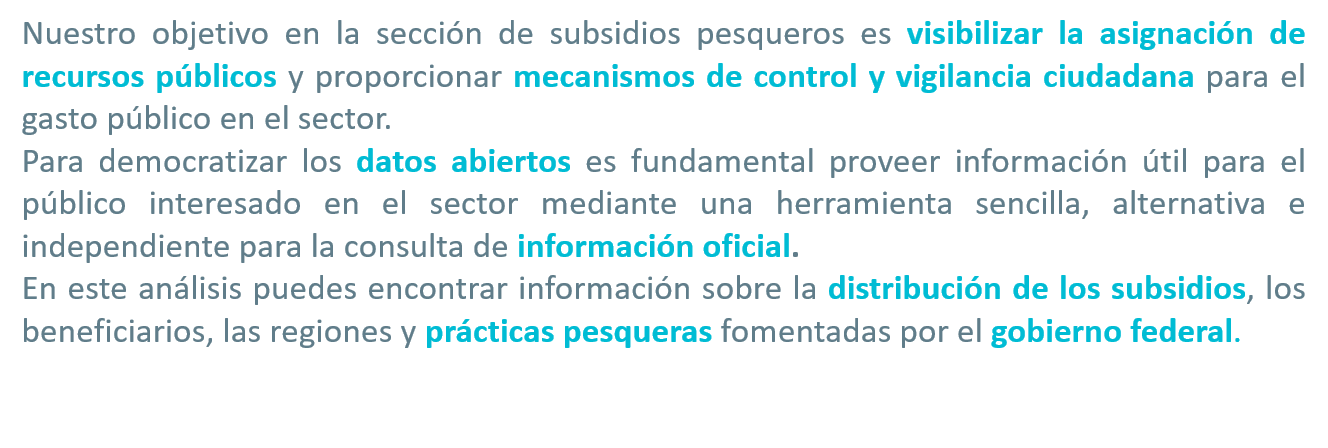 Nuestro objetivo en la sección de subsidios pesqueros es visibilizar la asignación de
recursos públicos y proporcionar mecanismos de control y vigilancia ciudadana para el
gasto público en el sector.
Para democratizar los datos abiertos es fundamental proveer información útil para el
público interesado en el sector mediante una herramienta sencilla, alternativa e
independiente para la consulta de información oficial.
En este análisis puedes encontrar información sobre la distribución de los subsidios, los
beneficiarios, las regiones y prácticas pesqueras fomentadas por el gobierno federal.